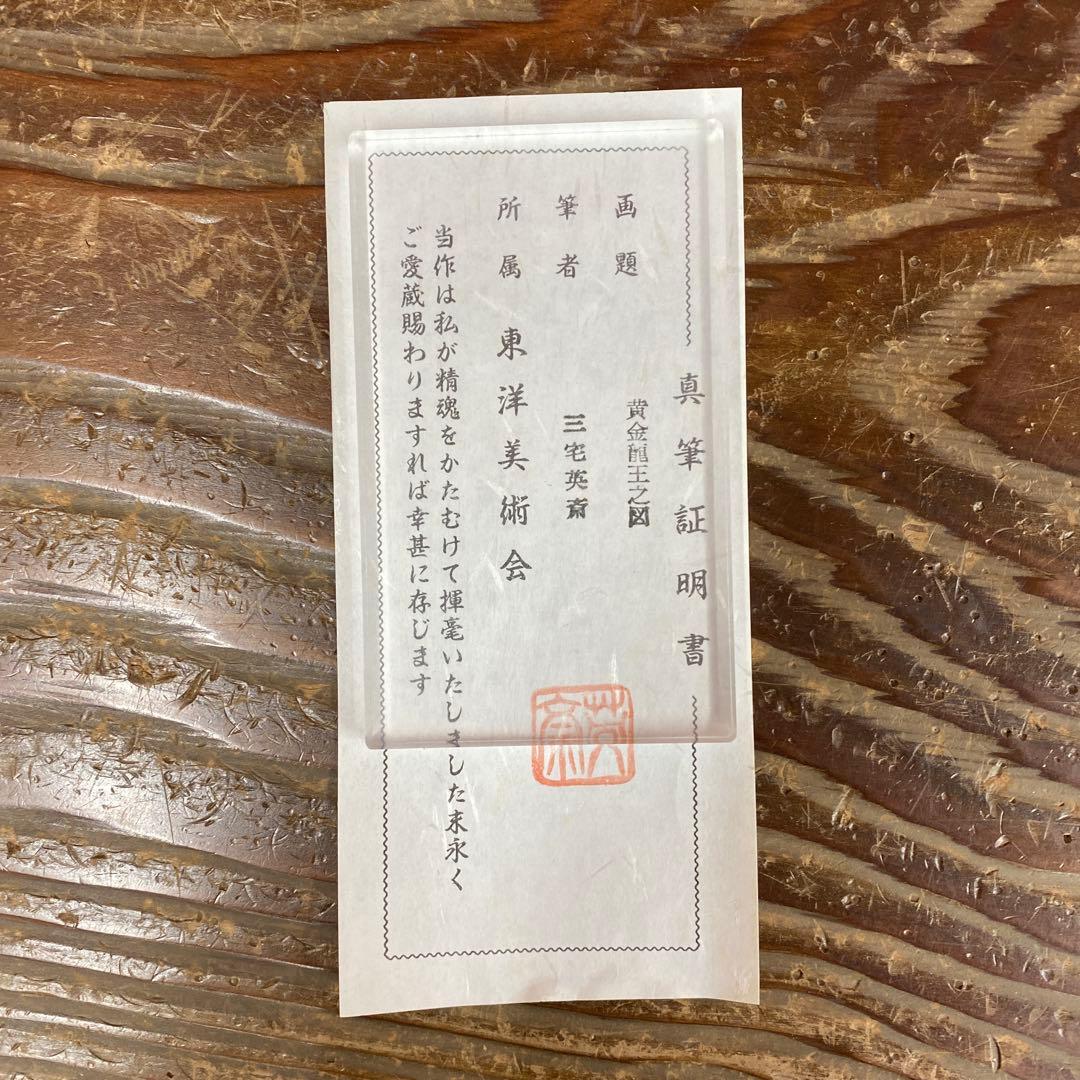 真筆証明書
画題 黄金龍王之図
筆者 三宅英斎
所属 東洋美術会
当作は私が精魂をかたむけて揮毫いたしました末永く
ご愛蔵賜わりますれば幸甚に存じます
英斎